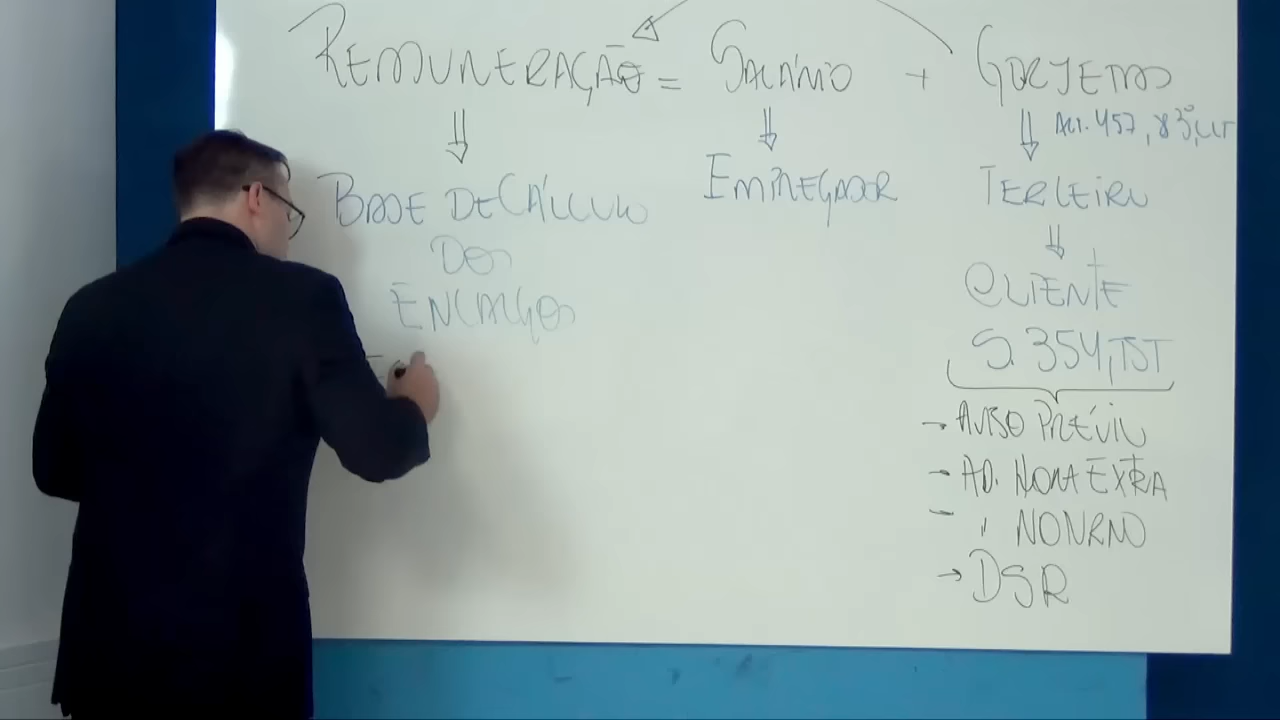 REMUNERAÇÃO = SALÁRIO + GORJETAS
ART. 457, §3º, CLT
BASE DE CÁLCULO
DOS
ENCARGOS
EMPREGADOR
TERCEIRO
CLIENTE
S. 354, TST
→ AVISO PRÉVIO
→ AD. HORA EXTRA
- " NOTURNO
→ DSR